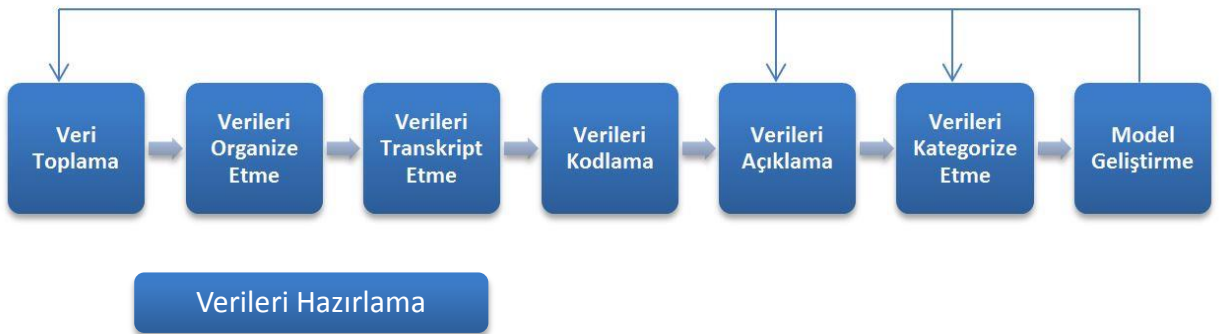 Veri
Toplama
Verileri
Organize
Etme
Verileri
Transkript
Etme
Verileri
Kodlama
Verileri
Açıklama
Verileri
Kategorize
Etme
Model
Geliştirme
Verileri Hazırlama